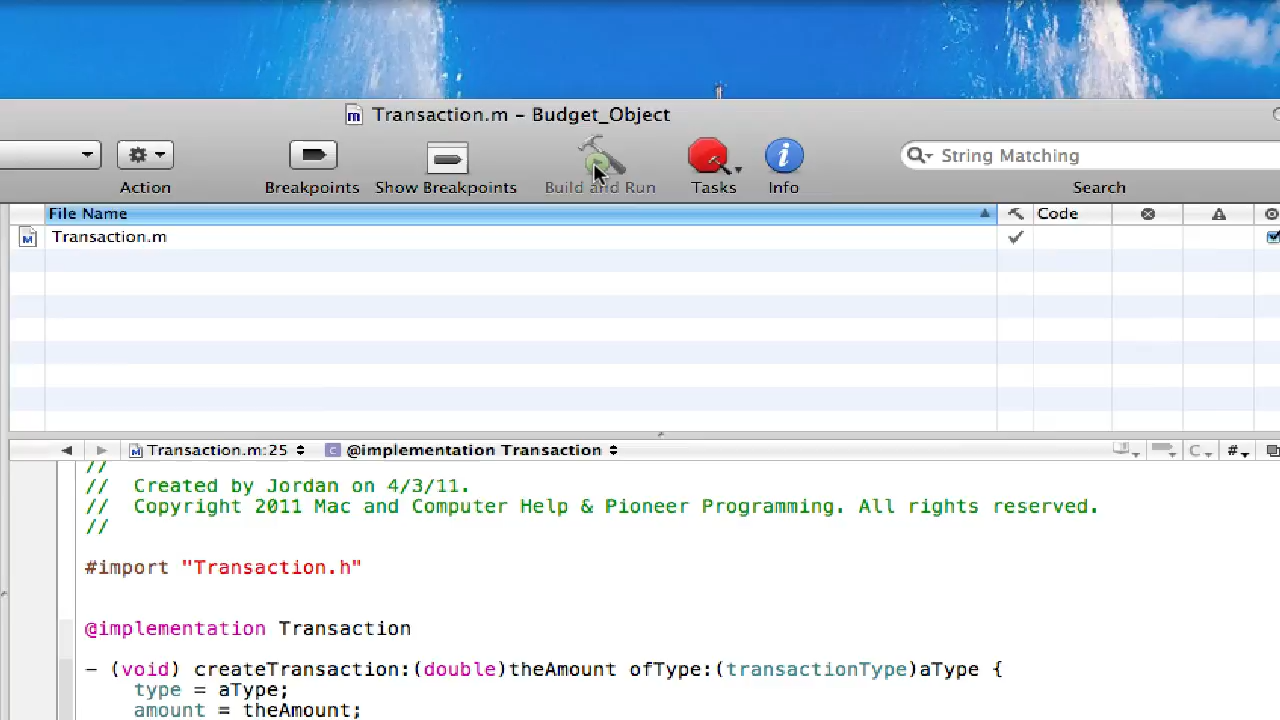 Transaction.m – Budget_Object
Action
Breakpoints
Show Breakpoints
Build and Run
Tasks
Info
String Matching
Search
File Name
Code
Transaction.m
Transaction.m:25
@implementation Transaction
C
#
//
// Created by Jordan on 4/3/11.
// Copyright 2011 Mac and Computer Help & Pioneer Programming. All rights reserved.
//
#import "Transaction.h"
@implementation Transaction
- (void) createTransaction:(double)theAmount ofType:(transactionType)aType {
type = aType;
amount = theAmount;